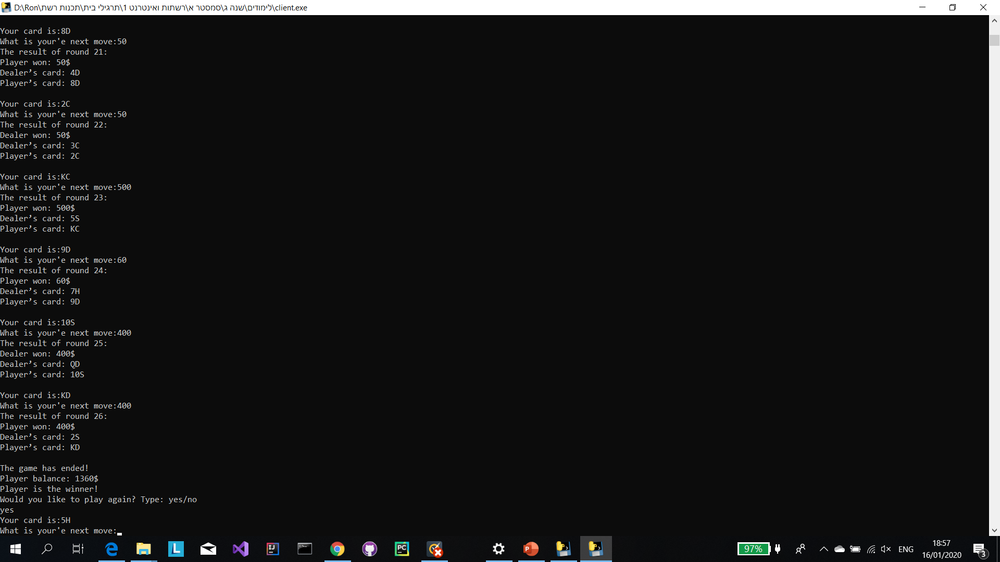 D:\Ron\לימודים\שנה ג\סמסטר א\רשתות ואינטרנט 1\תרגילי בית\תכנות רשת\client.exe
Your card is:8D
What is your'e next move:50
The result of round 21:
Player won: 50$
Dealer’s card: 4D
Player’s card: 8D
Your card is:2C
What is your'e next move:50
The result of round 22:
Dealer won: 50$
Dealer’s card: 3C
Player’s card: 2C
Your card is:KC
What is your'e next move:500
The result of round 23:
Player won: 500$
Dealer’s card: 5S
Player’s card: KC
Your card is:9D
What is your'e next move:60
The result of round 24:
Player won: 60$
Dealer’s card: 7H
Player’s card: 9D
Your card is:10S
What is your'e next move:400
The result of round 25:
Dealer won: 400$
Dealer’s card: QD
Player’s card: 10S
Your card is:KD
What is your'e next move:400
The result of round 26:
Player won: 400$
Dealer’s card: 2S
Player’s card: KD
The game has ended!
Player balance: 1360$
Player is the winner!
Would you like to play again? Type: yes/no
yes
Your card is:5H
What is your'e next move:
97%
ENG
18:57
16/01/2020
3